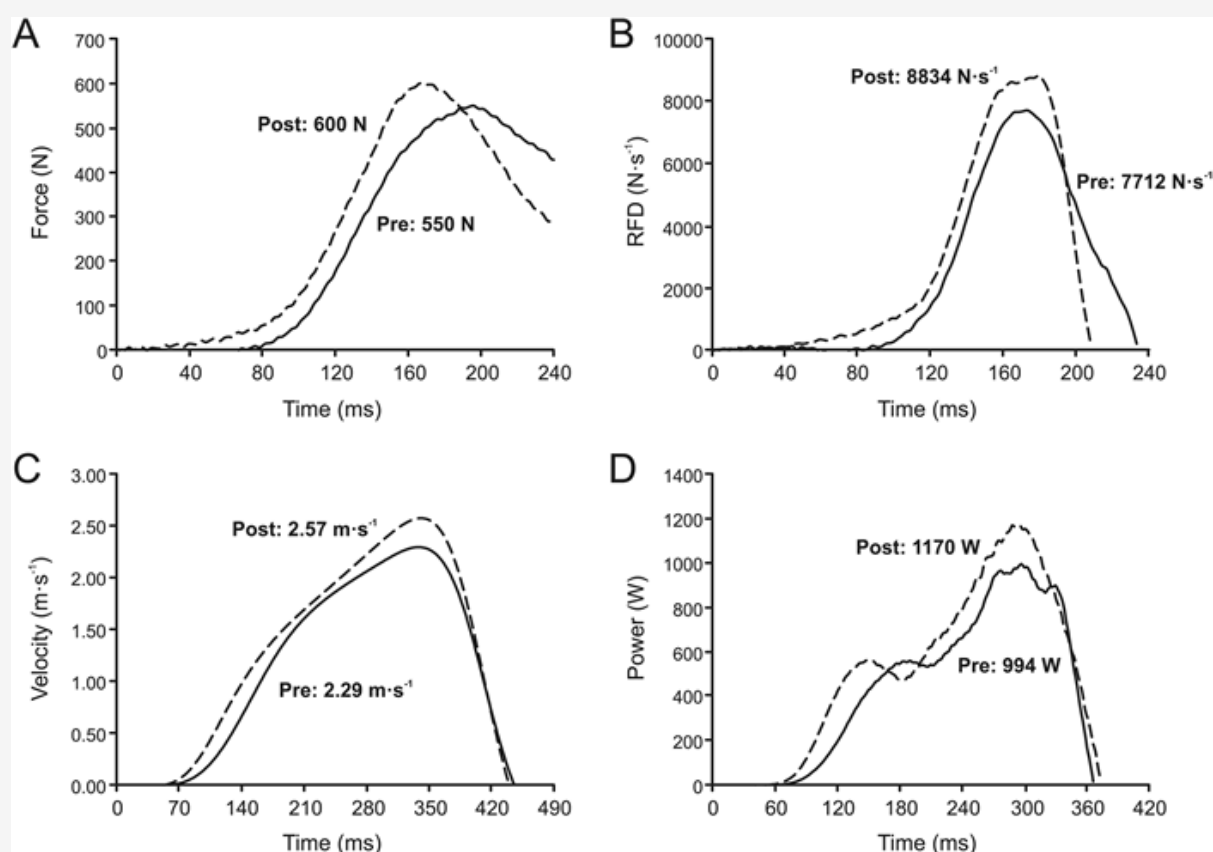 A
Force (N)
700
600
500
400
300
200
100
0
Post: 600 N
Pre: 550 N
0 40 80 120 160 200 240
Time (ms)
B
RFD (N·s⁻¹)
10000
8000
6000
4000
2000
0
Post: 8834 N·s⁻¹
Pre: 7712 N·s⁻¹
0 40 80 120 160 200 240
Time (ms)
C
Velocity (m·s⁻¹)
3.00
2.50
2.00
1.50
1.00
0.50
0.00
Post: 2.57 m·s⁻¹
Pre: 2.29 m·s⁻¹
0 70 140 210 280 350 420 490
Time (ms)
D
Power (W)
1400
1200
1000
800
600
400
200
0
Post: 1170 W
Pre: 994 W
0 60 120 180 240 300 360 420
Time (ms)